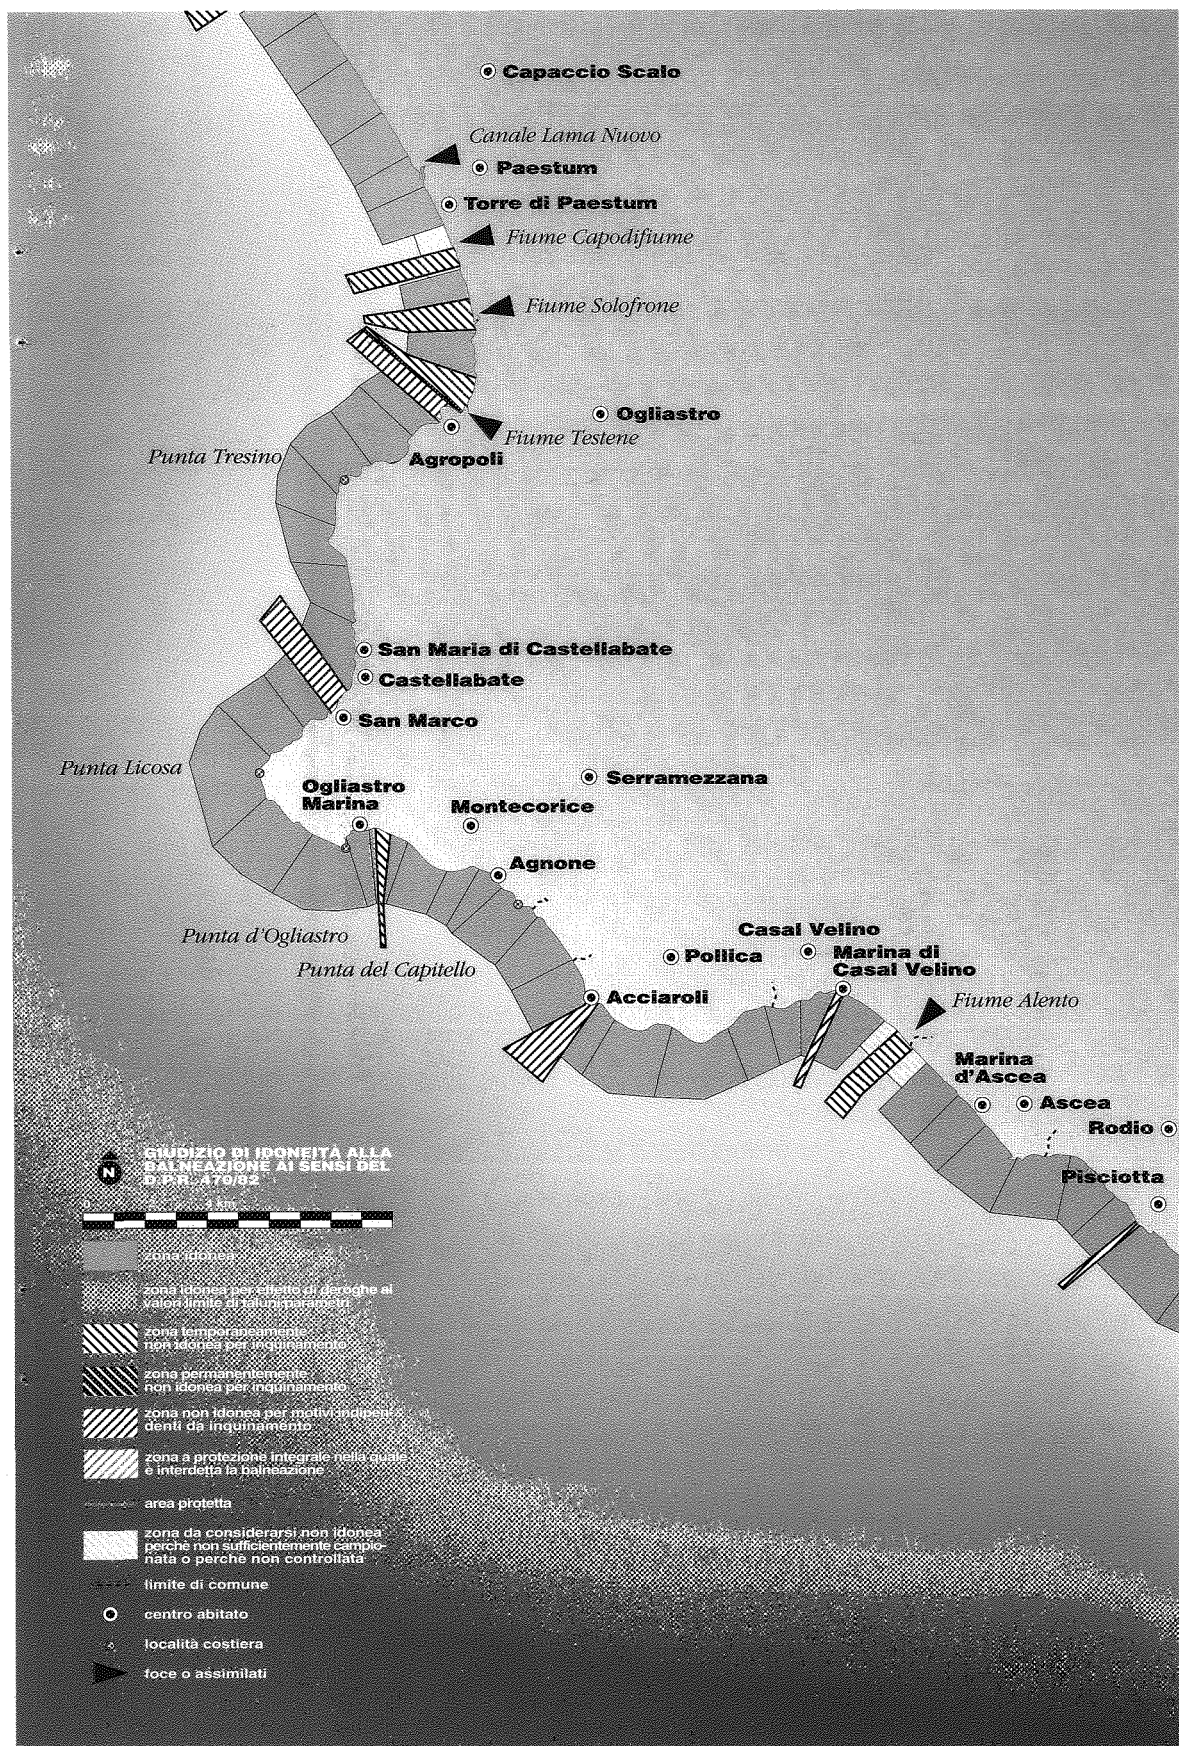 Capaccio Scalo
Canale Lama Nuovo
Paestum
Torre di Paestum
Fiume Capodifiume
Fiume Solofrone
Ogliastro
Fiume Testene
Punta Tresino
Agropoli
San Maria di Castellabate
Castellabate
San Marco
Punta Licosa
Serramezzana
Ogliastro
Marina
Montecorice
Agnone
Punta d'Ogliastro
Casal Velino
Pollica
Marina di
Casal Velino
Punta del Capitello
Acciaroli
Fiume Alento
Marina
d'Ascea
Ascea
Rodio
Pisciotta
N
GIUDIZIO DI IDONEITÀ ALLA
BALNEAZIONE AI SENSI DEL
D.P.R. 470/82
0
km
zona idonea
zona idonea per effetto di deroghe ai
valori limite di taluni parametri
zona temporaneamente
non idonea per inquinamento
zona permanentemente
non idonea per inquinamento
zona non idonea per motivi indipen-
denti da inquinamento
zona a protezione integrale nella quale
è interdetta la balneazione
area protetta
zona da considerarsi non idonea
perchè non sufficientemente campio-
nata o perchè non controllata
limite di comune
centro abitato
località costiera
foce o assimilati